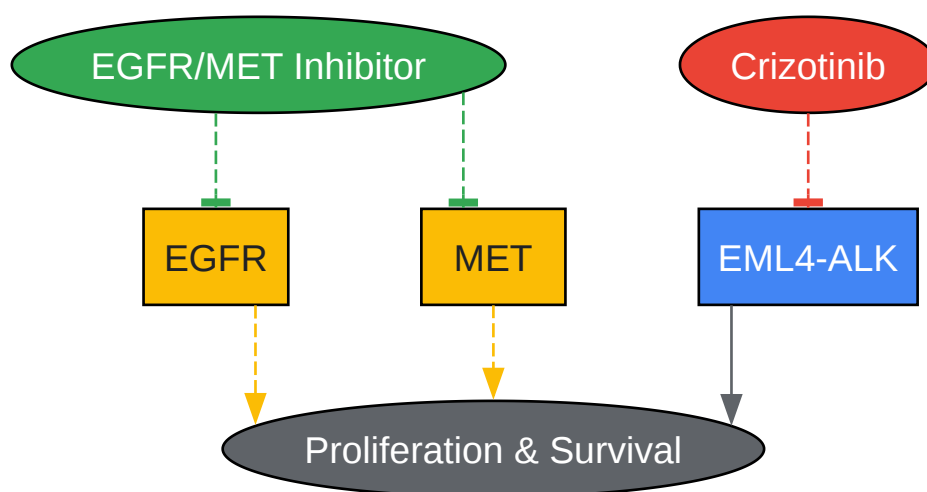 EGFR/MET Inhibitor
Crizotinib
EGFR
MET
EML4-ALK
Proliferation & Survival